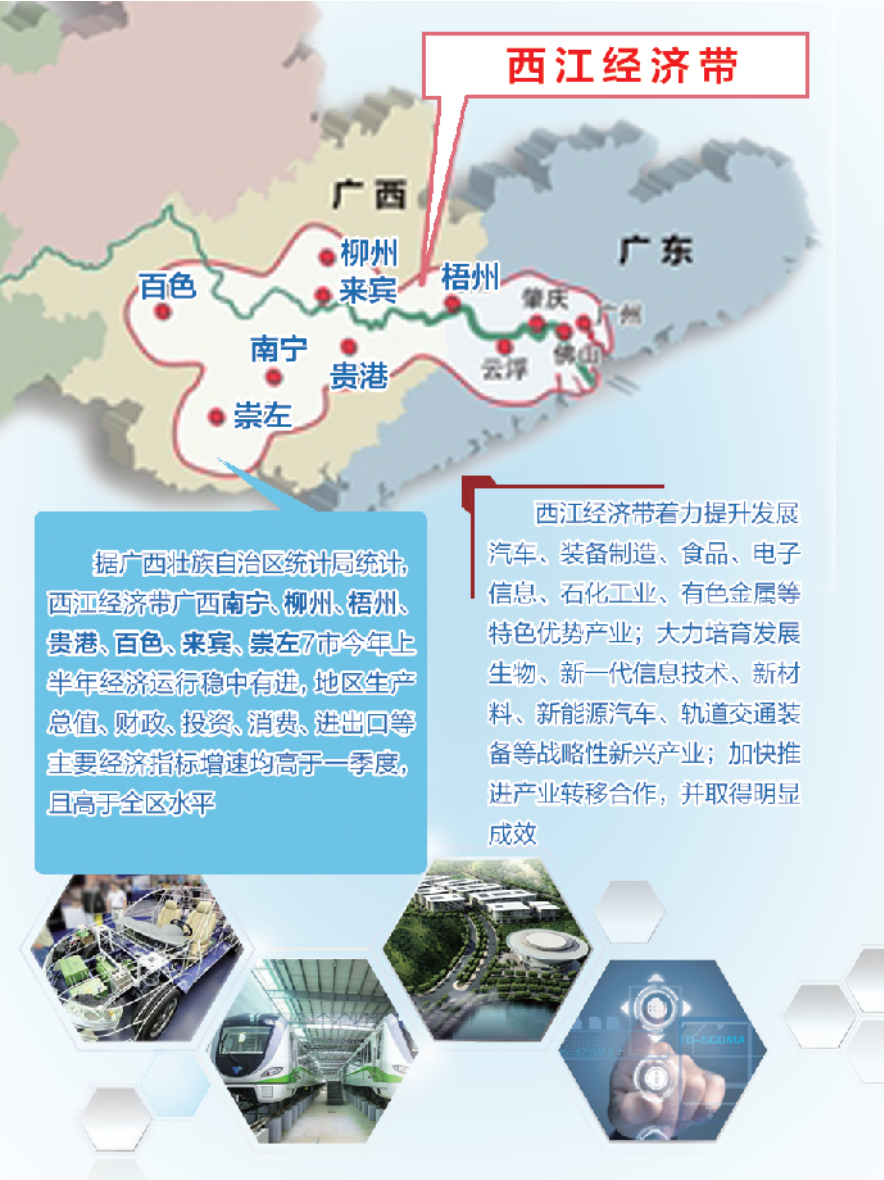 西江经济带
广西
广东
柳州
百色
来宾
梧州
肇庆
广州
南宁
贵港
云浮
佛山
崇左
据广西壮族自治区统计局统计,
西江经济带广西南宁、柳州、梧州、
贵港、百色、来宾、崇左7市今年上
半年经济运行稳中有进,地区生产
总值、财政、投资、消费、进出口等
主要经济指标增速均高于一季度,
且高于全区水平
西江经济带着力提升发展
汽车、装备制造、食品、电子
信息、石化工业、有色金属等
特色优势产业；大力培育发展
生物、新一代信息技术、新材
料、新能源汽车、轨道交通装
备等战略性新兴产业；加快推
进产业转移合作，并取得明显
成效
TD-SCDMA